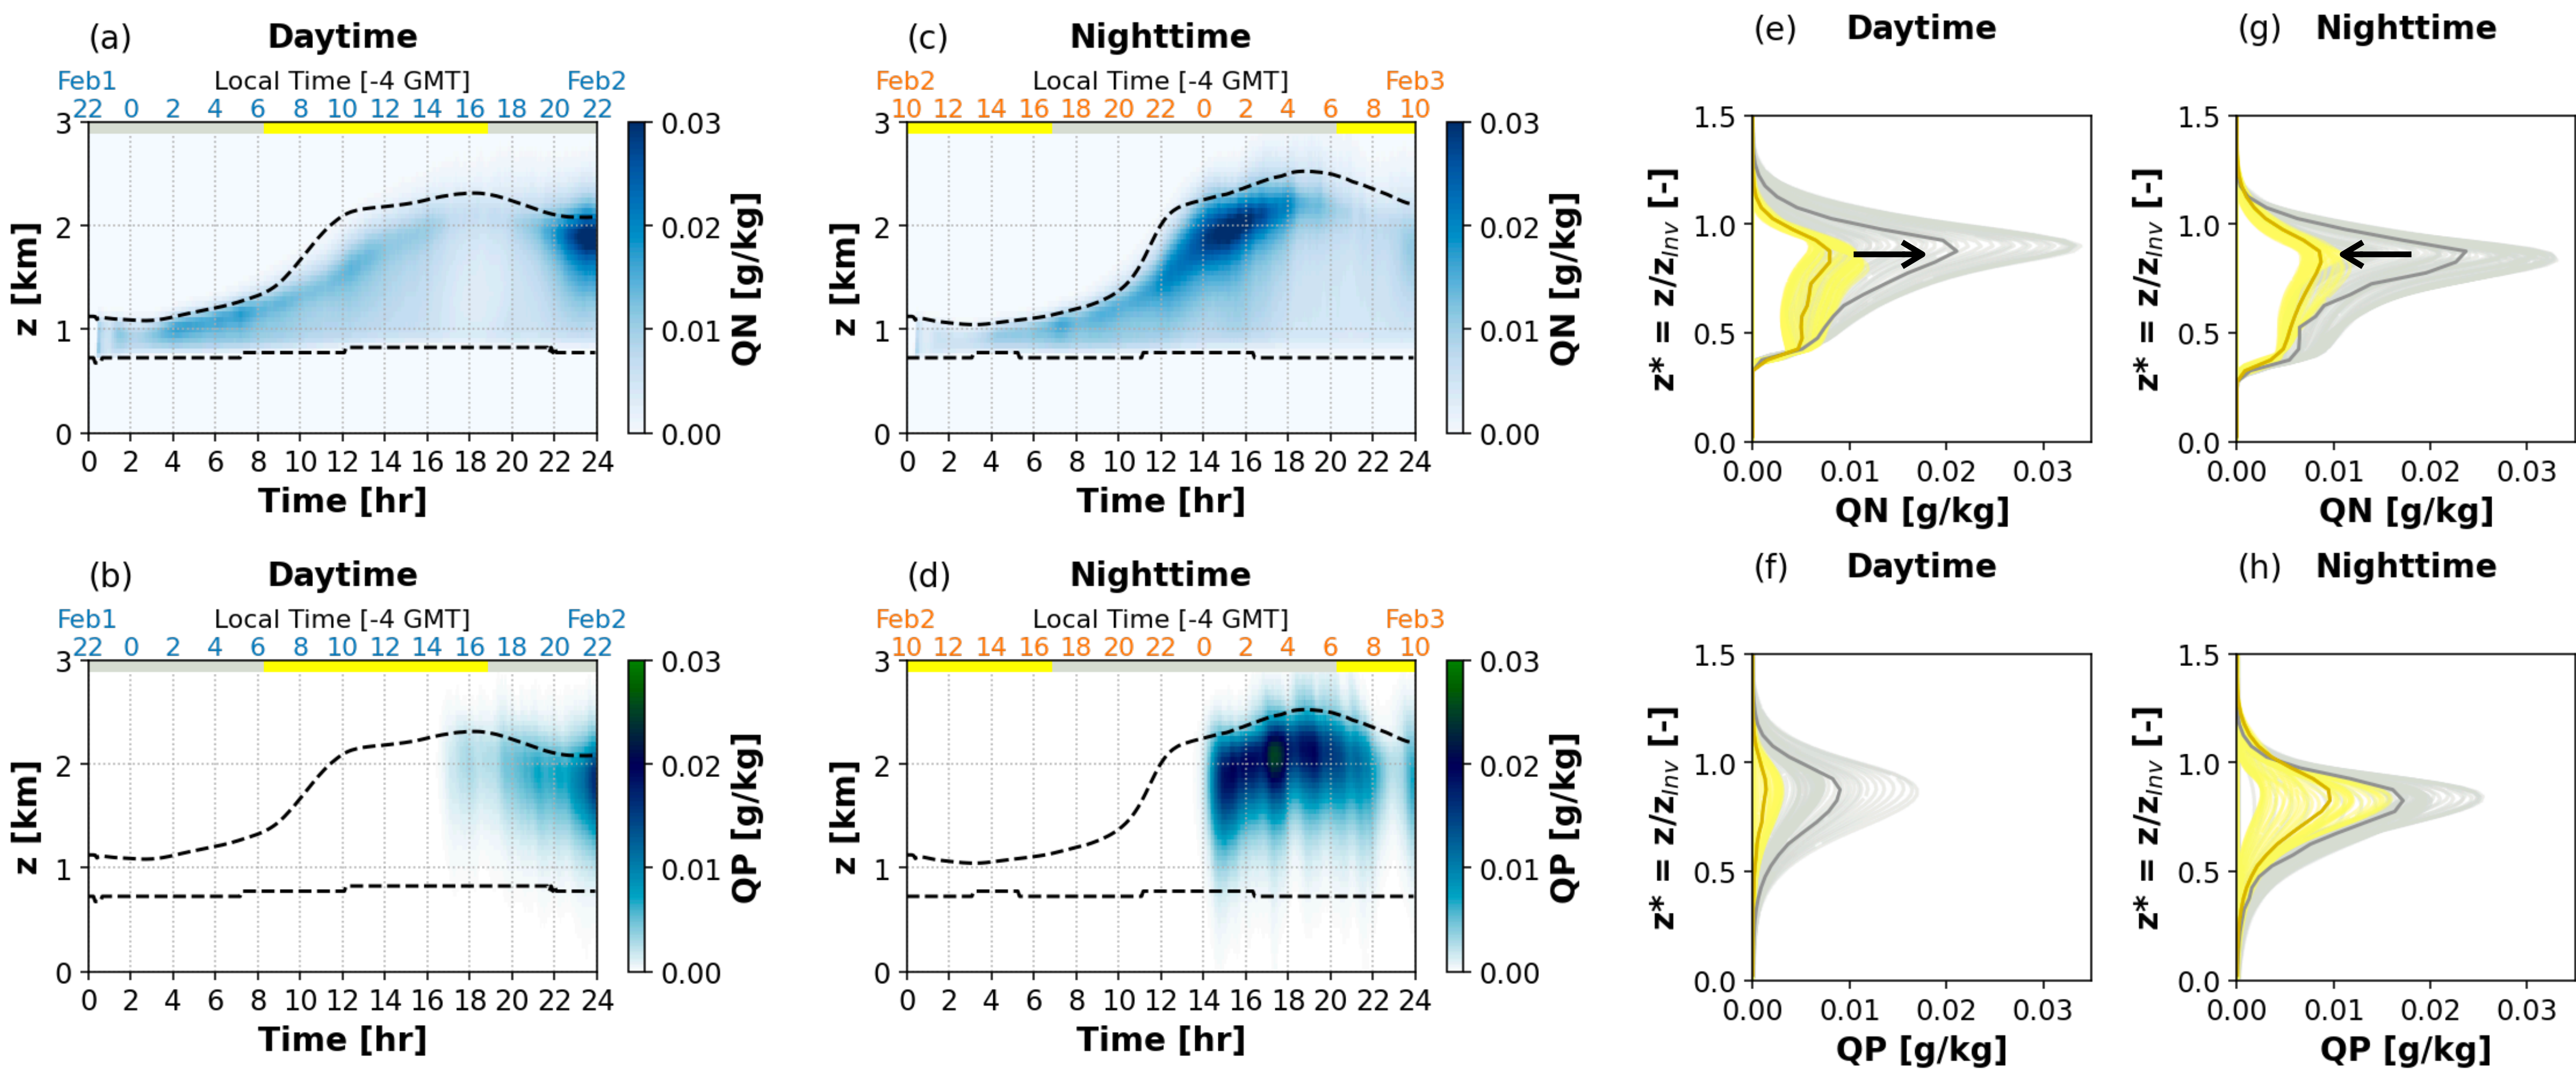 (a) Daytime
Feb1 Local Time [-4 GMT] Feb2
22 0 2 4 6 8 10 12 14 16 18 20 22
3
2
1
0
z [km]
0 2 4 6 8 10 12 14 16 18 20 22 24
Time [hr]
0.03
0.02
0.01
0.00
QN [g/kg]
(c) Nighttime
Feb2 Local Time [-4 GMT] Feb3
10 12 14 16 18 20 22 0 2 4 6 8 10
3
2
1
0
z [km]
0 2 4 6 8 10 12 14 16 18 20 22 24
Time [hr]
0.03
0.02
0.01
0.00
QN [g/kg]
(e) Daytime
1.5
1.0
0.5
0.0
z* = z/zInv [-]
0.00 0.01 0.02 0.03
QN [g/kg]
(g) Nighttime
1.5
1.0
0.5
0.0
z* = z/zInv [-]
0.00 0.01 0.02 0.03
QN [g/kg]
(b) Daytime
Feb1 Local Time [-4 GMT] Feb2
22 0 2 4 6 8 10 12 14 16 18 20 22
3
2
1
0
z [km]
0 2 4 6 8 10 12 14 16 18 20 22 24
Time [hr]
0.03
0.02
0.01
0.00
QP [g/kg]
(d) Nighttime
Feb2 Local Time [-4 GMT] Feb3
10 12 14 16 18 20 22 0 2 4 6 8 10
3
2
1
0
z [km]
0 2 4 6 8 10 12 14 16 18 20 22 24
Time [hr]
0.03
0.02
0.01
0.00
QP [g/kg]
(f) Daytime
1.5
1.0
0.5
0.0
z* = z/zInv [-]
0.00 0.01 0.02 0.03
QP [g/kg]
(h) Nighttime
1.5
1.0
0.5
0.0
z* = z/zInv [-]
0.00 0.01 0.02 0.03
QP [g/kg]